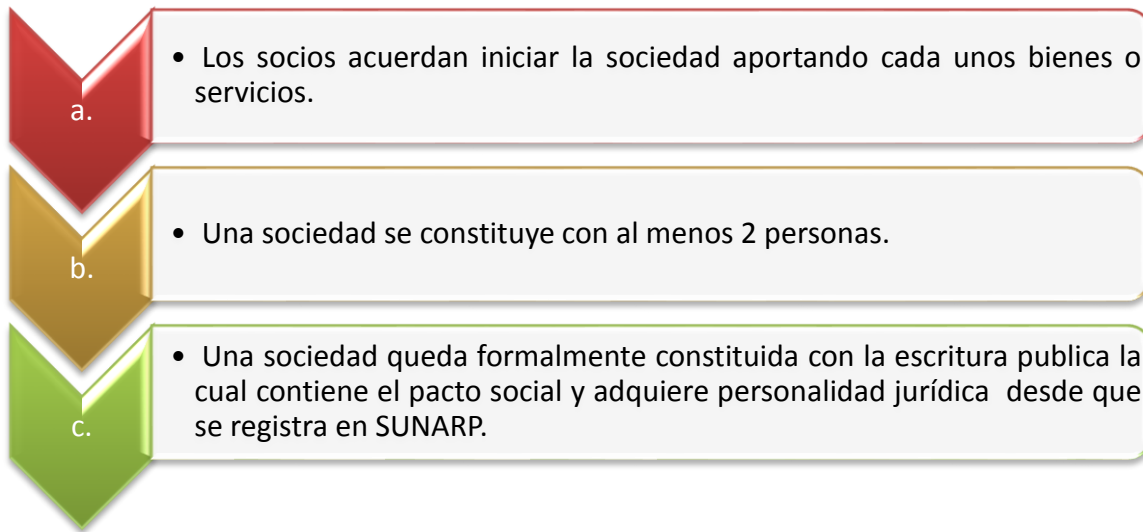 a.
• Los socios acuerdan iniciar la sociedad aportando cada unos bienes o
servicios.
b.
• Una sociedad se constituye con al menos 2 personas.
c.
• Una sociedad queda formalmente constituida con la escritura publica la
cual contiene el pacto social y adquiere personalidad jurídica desde que
se registra en SUNARP.